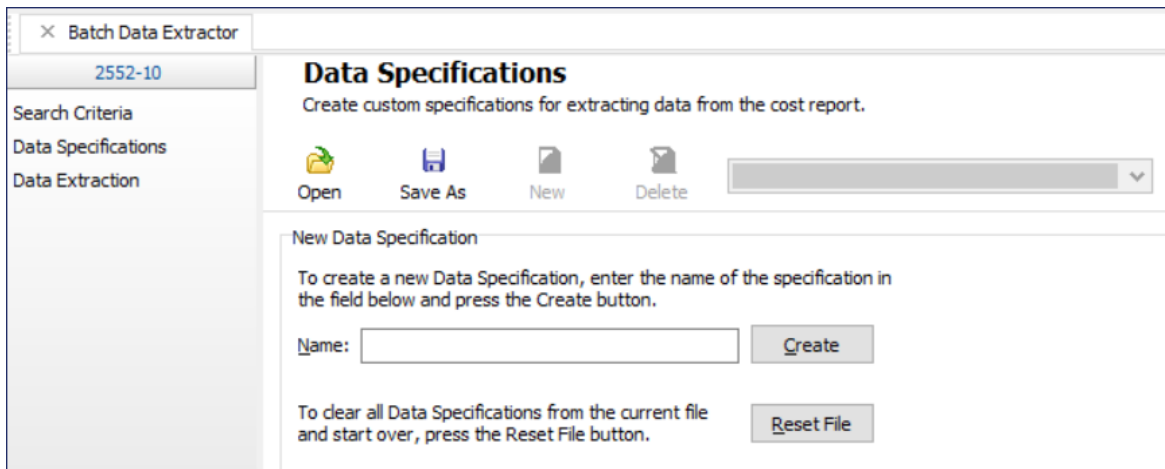 Batch Data Extractor
2552-10
Search Criteria
Data Specifications
Data Extraction
Data Specifications
Create custom specifications for extracting data from the cost report.
Open
Save As
New
Delete
New Data Specification
To create a new Data Specification, enter the name of the specification in
the field below and press the Create button.
Name:
Create
To clear all Data Specifications from the current file
and start over, press the Reset File button.
Reset File